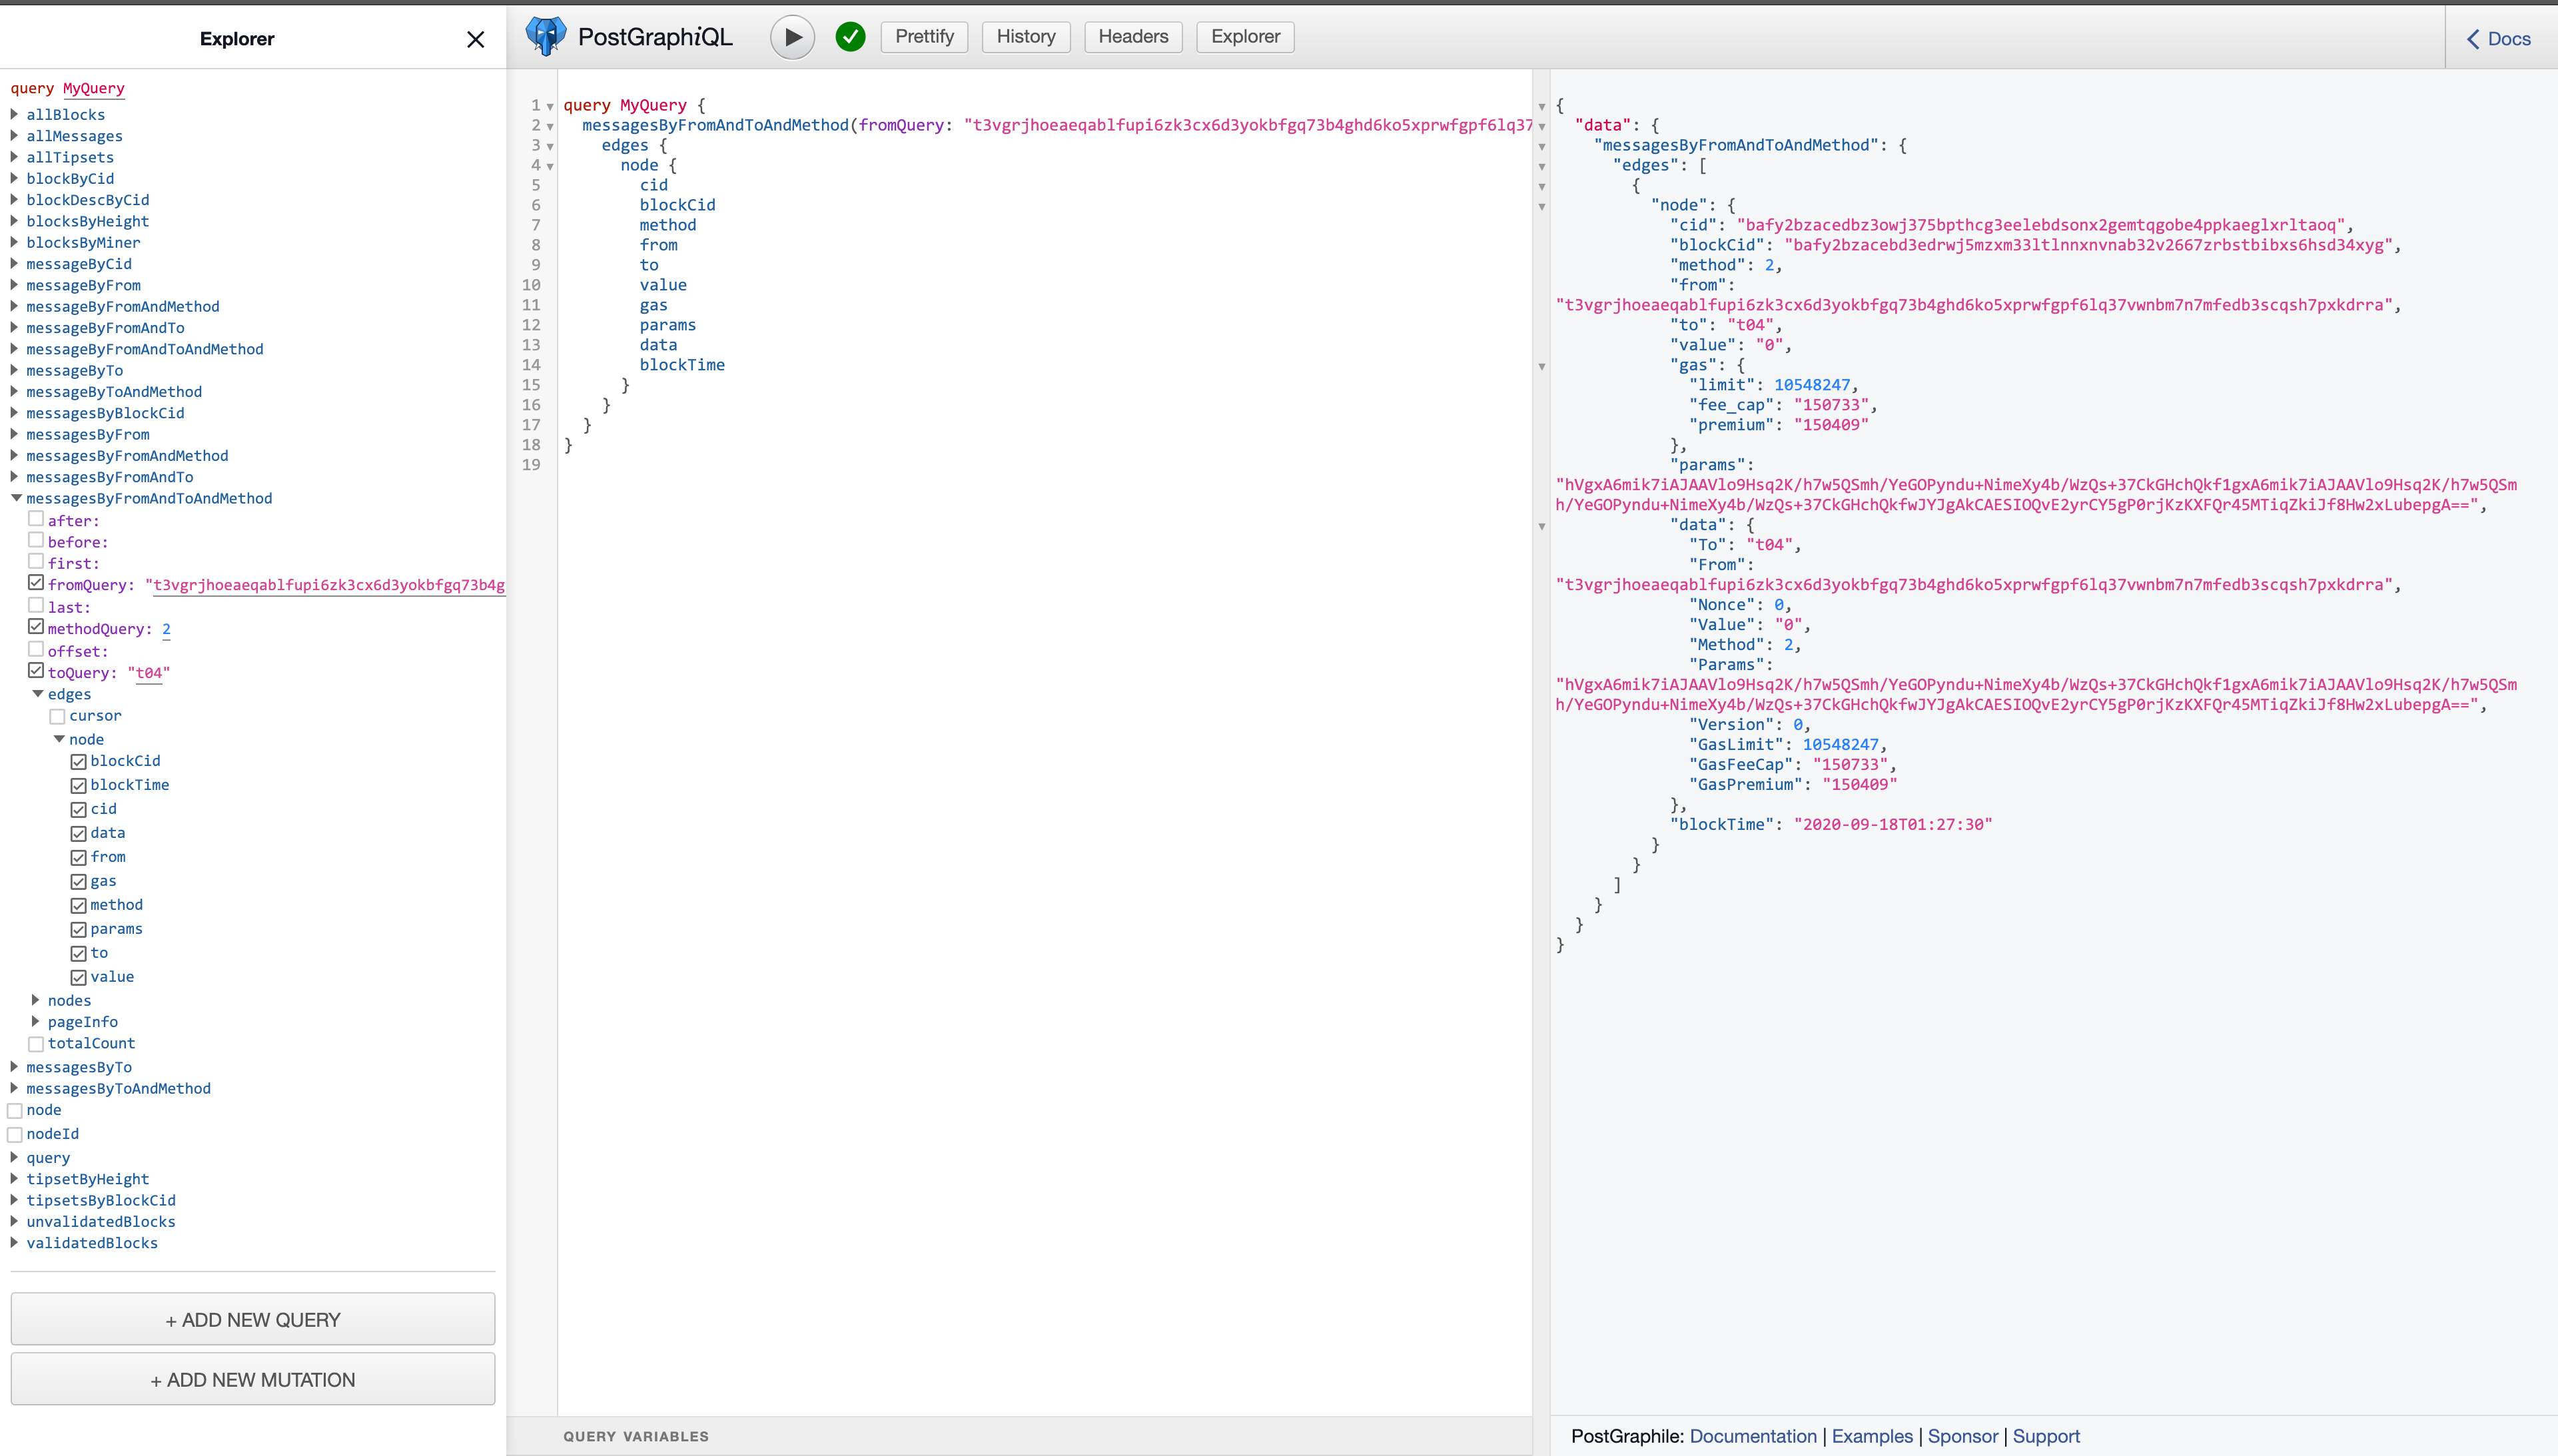 Explorer
query MyQuery
allBlocks
allMessages
allTipsets
blockByCid
blockDescByCid
blocksByHeight
blocksByMiner
messageByCid
messageByFrom
messageByFromAndMethod
messageByFromAndTo
messageByFromAndToAndMethod
messageByTo
messageByToAndMethod
messagesByBlockCid
messagesByFrom
messagesByFromAndMethod
messagesByFromAndTo
messagesByFromAndToAndMethod
after:
before:
first:
fromQuery: "t3vgrjhoeaeqablfupi6zk3cx6d3yokbfgq73b4g
last:
methodQuery: 2
offset:
toQuery: "t04"
edges
cursor
node
blockCid
blockTime
cid
data
from
gas
method
params
to
value
nodes
pageInfo
totalCount
messagesByTo
messagesByToAndMethod
node
nodeId
query
tipsetByHeight
tipsetsByBlockCid
unvalidatedBlocks
validatedBlocks
+ ADD NEW QUERY
+ ADD NEW MUTATION
PostGraphiQL
Prettify
History
Headers
Explorer
Docs
1 query MyQuery {
2 messagesByFromAndToAndMethod(fromQuery: "t3vgrjhoeaeqablfupi6zk3cx6d3yokbfgq73b4ghd6ko5xprwfgpf6lq37
3 edges {
4 node {
5 cid
6 blockCid
7 method
8 from
9 to
10 value
11 gas
12 params
13 data
14 blockTime
15 }
16 }
17 }
18 }
19
QUERY VARIABLES
{
"data": {
"messagesByFromAndToAndMethod": {
"edges": [
{
"node": {
"cid": "bafy2bzacedbz3owj375bpthcg3eelebdsonx2gemtqgobe4ppkaeglxrltaoq",
"blockCid": "bafy2bzacebd3edrwj5mzxm33ltlnnxnvnab32v2667zrbstbibxs6hsd34xyg",
"method": 2,
"from":
"t3vgrjhoeaeqablfupi6zk3cx6d3yokbfgq73b4ghd6ko5xprwfgpf6lq37vwnbm7n7mfedb3scqsh7pxkdrra",
"to": "t04",
"value": "0",
"gas": {
"limit": 10548247,
"fee_cap": "150733",
"premium": "150409"
},
"params":
"hVgxA6mik7iAJAAVlo9Hsq2K/h7w5QSmh/YeGOPyndu+NimeXy4b/WzQs+37CkGHchQkf1gxA6mik7iAJAAVlo9Hsq2K/h7w5QSm
h/YeGOPyndu+NimeXy4b/WzQs+37CkGHchQkfwJYJgAkCAESIOQvE2yrCY5gP0rjKzKXFQr45MTiqZkiJf8Hw2xLubepgA==",
"data": {
"To": "t04",
"From":
"t3vgrjhoeaeqablfupi6zk3cx6d3yokbfgq73b4ghd6ko5xprwfgpf6lq37vwnbm7n7mfedb3scqsh7pxkdrra",
"Nonce": 0,
"Value": "0",
"Method": 2,
"Params":
"hVgxA6mik7iAJAAVlo9Hsq2K/h7w5QSmh/YeGOPyndu+NimeXy4b/WzQs+37CkGHchQkf1gxA6mik7iAJAAVlo9Hsq2K/h7w5QSm
h/YeGOPyndu+NimeXy4b/WzQs+37CkGHchQkfwJYJgAkCAESIOQvE2yrCY5gP0rjKzKXFQr45MTiqZkiJf8Hw2xLubepgA==",
"Version": 0,
"GasLimit": 10548247,
"GasFeeCap": "150733",
"GasPremium": "150409"
},
"blockTime": "2020-09-18T01:27:30"
}
}
]
}
}
}
PostGraphile: Documentation | Examples | Sponsor | Support